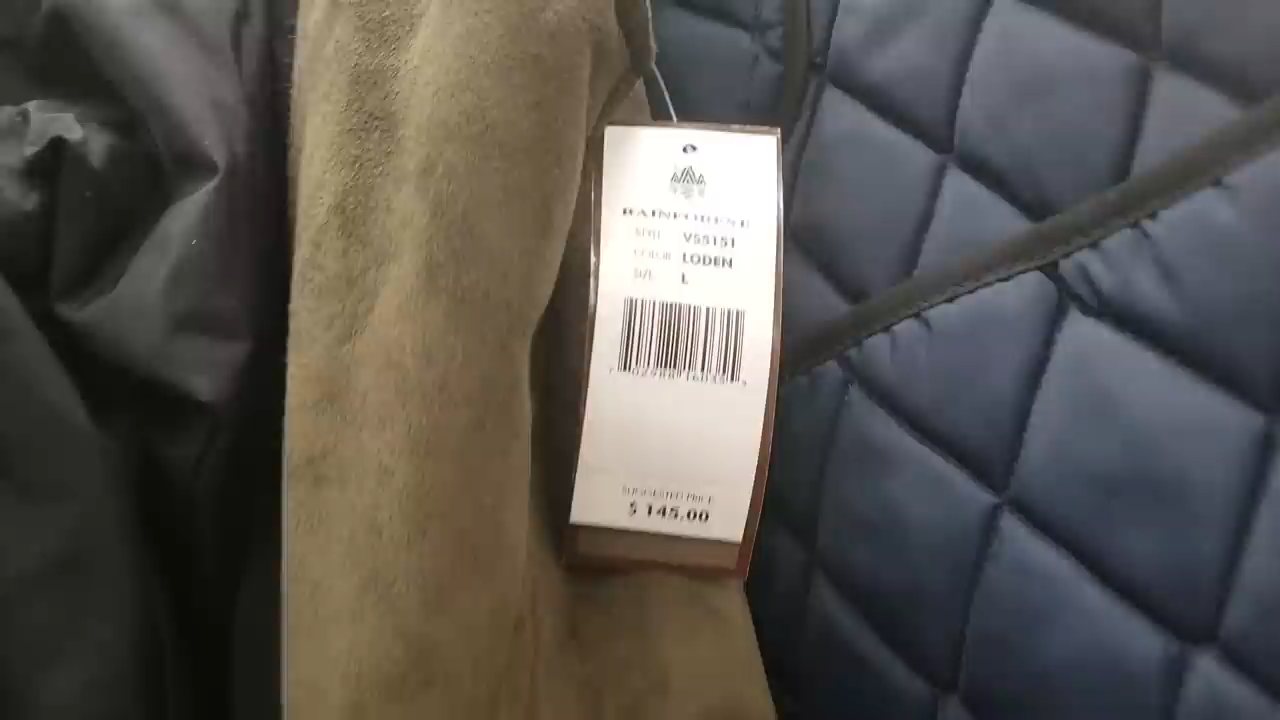 RAINFOREST
STYLE: V55151
COLOR: LODEN
SIZE: L
SUGGESTED PRICE
$ 145.00